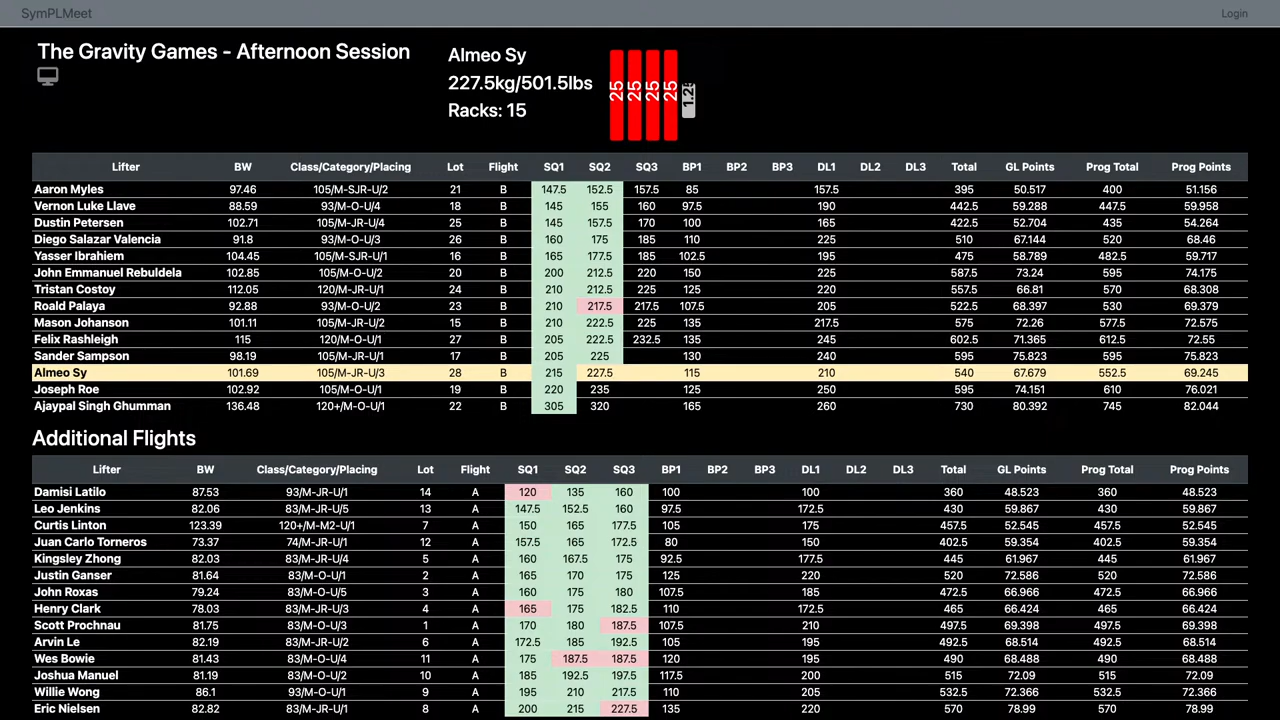 SymPLMeet Login
The Gravity Games - Afternoon Session
Almeo Sy
227.5kg/501.5lbs
Racks: 15
25 25 25 25
Lifter BW Class/Category/Placing Lot Flight SQ1 SQ2 SQ3 BP1 BP2 BP3 DL1 DL2 DL3 Total GL Points Prog Total Prog Points
Aaron Myles 97.46 105/M-SJR-U/2 21 B 147.5 152.5 157.5 85 157.5 395 50.517 400 51.156
Vernon Luke Llave 88.59 93/M-O-U/4 18 B 145 155 160 97.5 190 442.5 59.288 447.5 59.958
Dustin Petersen 102.71 105/M-JR-U/4 25 B 145 157.5 170 100 165 422.5 52.704 435 54.264
Diego Salazar Valencia 91.8 93/M-O-U/3 26 B 160 175 185 110 225 510 67.144 520 68.46
Yasser Ibrahiem 104.45 105/M-SJR-U/1 16 B 165 177.5 185 102.5 195 475 58.789 482.5 59.717
John Emmanuel Rebuldela 102.85 105/M-O-U/2 20 B 200 212.5 220 150 225 587.5 73.24 595 74.175
Tristan Costoy 112.05 120/M-JR-U/1 24 B 210 212.5 225 125 220 557.5 66.81 570 68.308
Roald Palaya 92.88 93/M-O-U/2 23 B 210 217.5 217.5 107.5 205 522.5 68.397 530 69.379
Mason Johanson 101.11 105/M-JR-U/2 15 B 210 222.5 225 135 217.5 575 72.26 577.5 72.575
Felix Rashleigh 115 120/M-O-U/1 27 B 205 222.5 232.5 135 245 602.5 71.365 612.5 72.55
Sander Sampson 98.19 105/M-JR-U/1 17 B 205 225 130 240 595 75.823 595 75.823
Almeo Sy 101.69 105/M-JR-U/3 28 B 215 227.5 115 210 540 67.679 552.5 69.245
Joseph Roe 102.92 105/M-O-U/1 19 B 220 235 125 250 595 74.151 610 76.021
Ajaypal Singh Ghumman 136.48 120+/M-O-U/1 22 B 305 320 165 260 730 80.392 745 82.044
Additional Flights
Lifter BW Class/Category/Placing Lot Flight SQ1 SQ2 SQ3 BP1 BP2 BP3 DL1 DL2 DL3 Total GL Points Prog Total Prog Points
Damisi Latilo 87.53 93/M-JR-U/1 14 A 120 135 160 100 100 360 48.523 360 48.523
Leo Jenkins 82.06 83/M-JR-U/5 13 A 147.5 152.5 160 97.5 172.5 430 59.867 430 59.867
Curtis Linton 123.39 120+/M-M2-U/1 7 A 150 165 177.5 105 175 457.5 52.545 457.5 52.545
Juan Carlo Torneros 73.37 74/M-JR-U/1 12 A 157.5 165 172.5 80 150 402.5 59.354 402.5 59.354
Kingsley Zhong 82.03 83/M-JR-U/4 5 A 160 167.5 175 92.5 177.5 445 61.967 445 61.967
Justin Ganser 81.64 83/M-O-U/1 2 A 165 170 175 125 220 520 72.586 520 72.586
John Roxas 79.24 83/M-O-U/5 3 A 160 175 180 107.5 185 472.5 66.966 472.5 66.966
Henry Clark 78.03 83/M-JR-U/3 4 A 165 175 182.5 110 172.5 465 66.424 465 66.424
Scott Prochnau 81.75 83/M-O-U/3 1 A 170 180 187.5 107.5 210 497.5 69.398 497.5 69.398
Arvin Le 82.19 83/M-JR-U/2 6 A 172.5 185 192.5 105 195 492.5 68.514 492.5 68.514
Wes Bowie 81.43 83/M-O-U/4 11 A 175 187.5 187.5 120 195 490 68.488 490 68.488
Joshua Manuel 81.19 83/M-O-U/2 10 A 185 192.5 197.5 117.5 200 515 72.09 515 72.09
Willie Wong 86.1 93/M-O-U/1 9 A 195 210 217.5 110 205 532.5 72.366 532.5 72.366
Eric Nielsen 82.82 83/M-JR-U/1 8 A 200 215 227.5 135 220 570 78.99 570 78.99